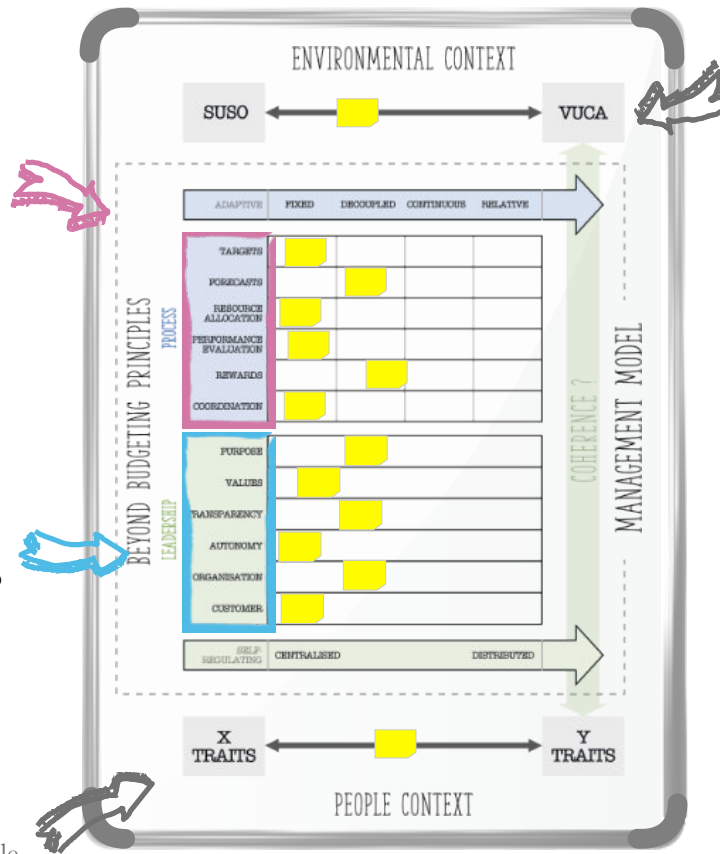 ENVIRONMENTAL CONTEXT
SUSO
VUCA
ADAPTIVE FIXED DECOUPLED CONTINUOUS RELATIVE
BEYOND BUDGETING PRINCIPLES
PROCESS
TARGETS
FORECASTS
RESOURCE
ALLOCATION
PERFORMANCE
EVALUATION
REWARDS
COORDINATION
LEADERSHIP
PURPOSE
VALUES
TRANSPARENCY
AUTONOMY
ORGANISATION
CUSTOMER
COHERENCE ?
MANAGEMENT MODEL
SELF-
REGULATING
CENTRALISED DISTRIBUTED
X
TRAITS
Y
TRAITS
PEOPLE CONTEXT